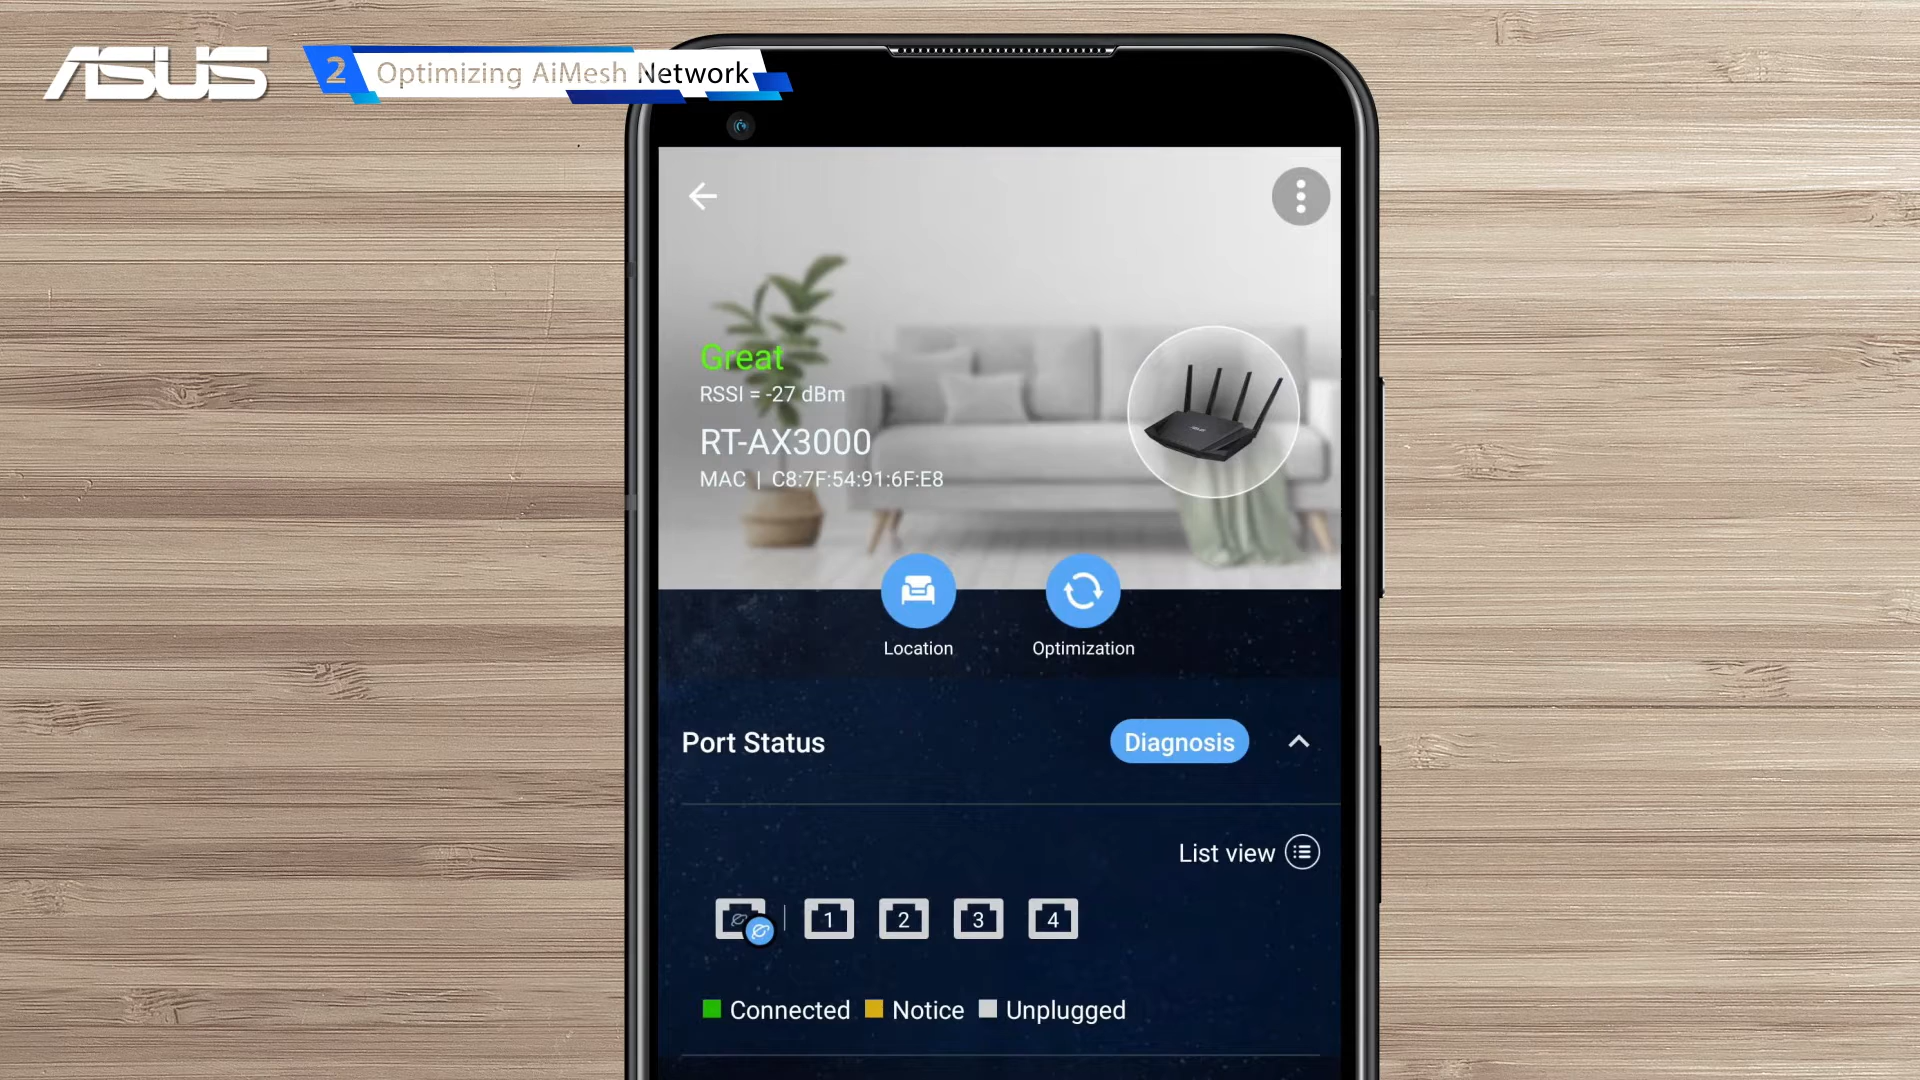 ASUS
2 Optimizing AiMesh Network
Great
RSSI = -27 dBm
RT-AX3000
MAC | C8:7F:54:91:6F:E8
Location
Optimization
Port Status
Diagnosis
List view
1
2
3
4
Connected
Notice
Unplugged